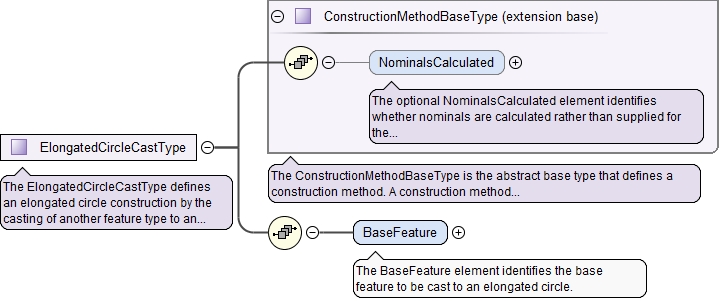 ConstructionMethodBaseType (extension base)
NominalsCalculated
The optional NominalsCalculated element identifies
whether nominals are calculated rather than supplied for
the...
ElongatedCircleCastType
The ElongatedCircleCastType defines
an elongated circle construction by the
casting of another feature type to an...
The ConstructionMethodBaseType is the abstract base type that defines a
construction method. A construction method...
BaseFeature
The BaseFeature element identifies the base
feature to be cast to an elongated circle.